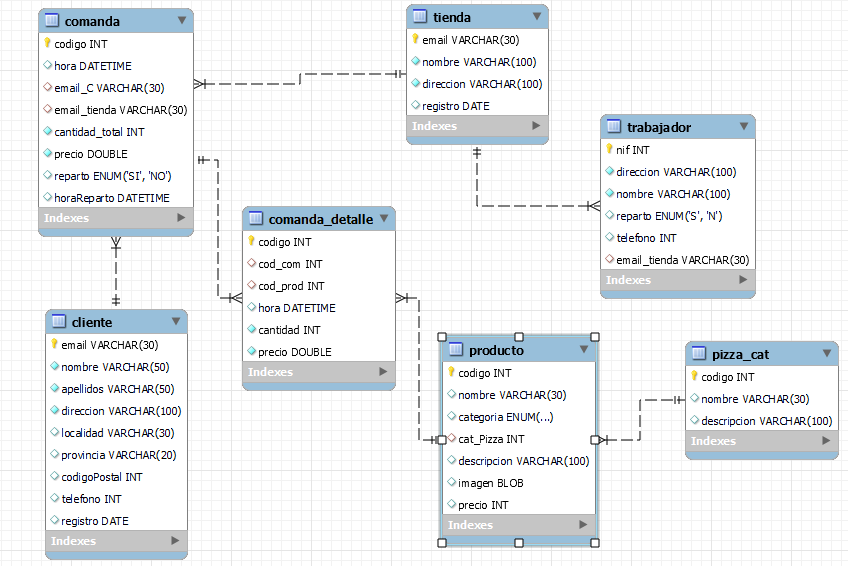 comanda
codigo INT
hora DATETIME
email_C VARCHAR(30)
email_tienda VARCHAR(30)
cantidad_total INT
precio DOUBLE
reparto ENUM('SI', 'NO')
horaReparto DATETIME
Indexes
tienda
email VARCHAR(30)
nombre VARCHAR(100)
direccion VARCHAR(100)
registro DATE
Indexes
trabajador
nif INT
direccion VARCHAR(100)
nombre VARCHAR(100)
reparto ENUM('S', 'N')
telefono INT
email_tienda VARCHAR(30)
Indexes
comanda_detalle
codigo INT
cod_com INT
cod_prod INT
hora DATETIME
cantidad INT
precio DOUBLE
Indexes
cliente
email VARCHAR(30)
nombre VARCHAR(50)
apellidos VARCHAR(50)
direccion VARCHAR(100)
localidad VARCHAR(30)
provincia VARCHAR(20)
codigoPostal INT
telefono INT
registro DATE
Indexes
producto
codigo INT
nombre VARCHAR(30)
categoria ENUM(...)
cat_Pizza INT
descripcion VARCHAR(100)
imagen BLOB
precio INT
Indexes
pizza_cat
codigo INT
nombre VARCHAR(30)
descripcion VARCHAR(100)
Indexes